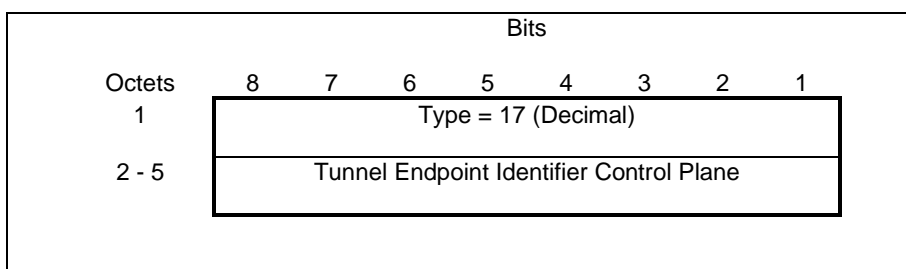 Bits
Octets 8 7 6 5 4 3 2 1
1 Type = 17 (Decimal)
2 - 5 Tunnel Endpoint Identifier Control Plane